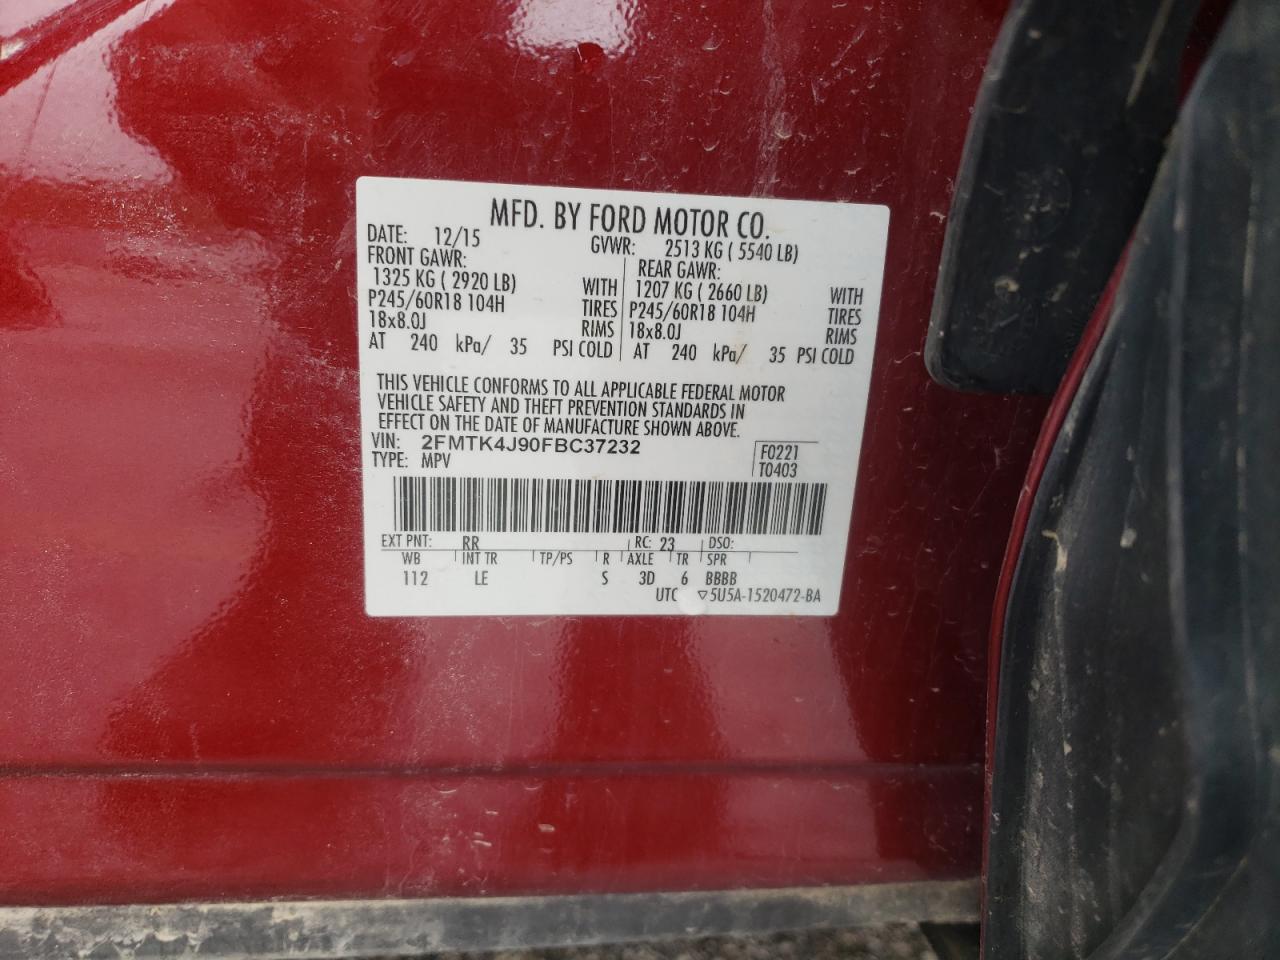 MFD. BY FORD MOTOR CO.
DATE: 12/15 GVWR: 2513 KG ( 5540 LB)
FRONT GAWR: REAR GAWR:
1325 KG ( 2920 LB) WITH 1207 KG ( 2660 LB) WITH
P245/60R18 104H TIRES P245/60R18 104H TIRES
18x8.0J RIMS 18x8.0J RIMS
AT 240 kPa/ 35 PSI COLD AT 240 kPa/ 35 PSI COLD
THIS VEHICLE CONFORMS TO ALL APPLICABLE FEDERAL MOTOR
VEHICLE SAFETY AND THEFT PREVENTION STANDARDS IN
EFFECT ON THE DATE OF MANUFACTURE SHOWN ABOVE.
VIN: 2FMTK4J90FBC37232 F0221
TYPE: MPV T0403
EXT PNT: RR RC: 23 DSO:
WB INT TR TP/PS R AXLE TR SPR
112 LE S 3D 6 BBBB
UTC ▽5U5A-1520472-BA